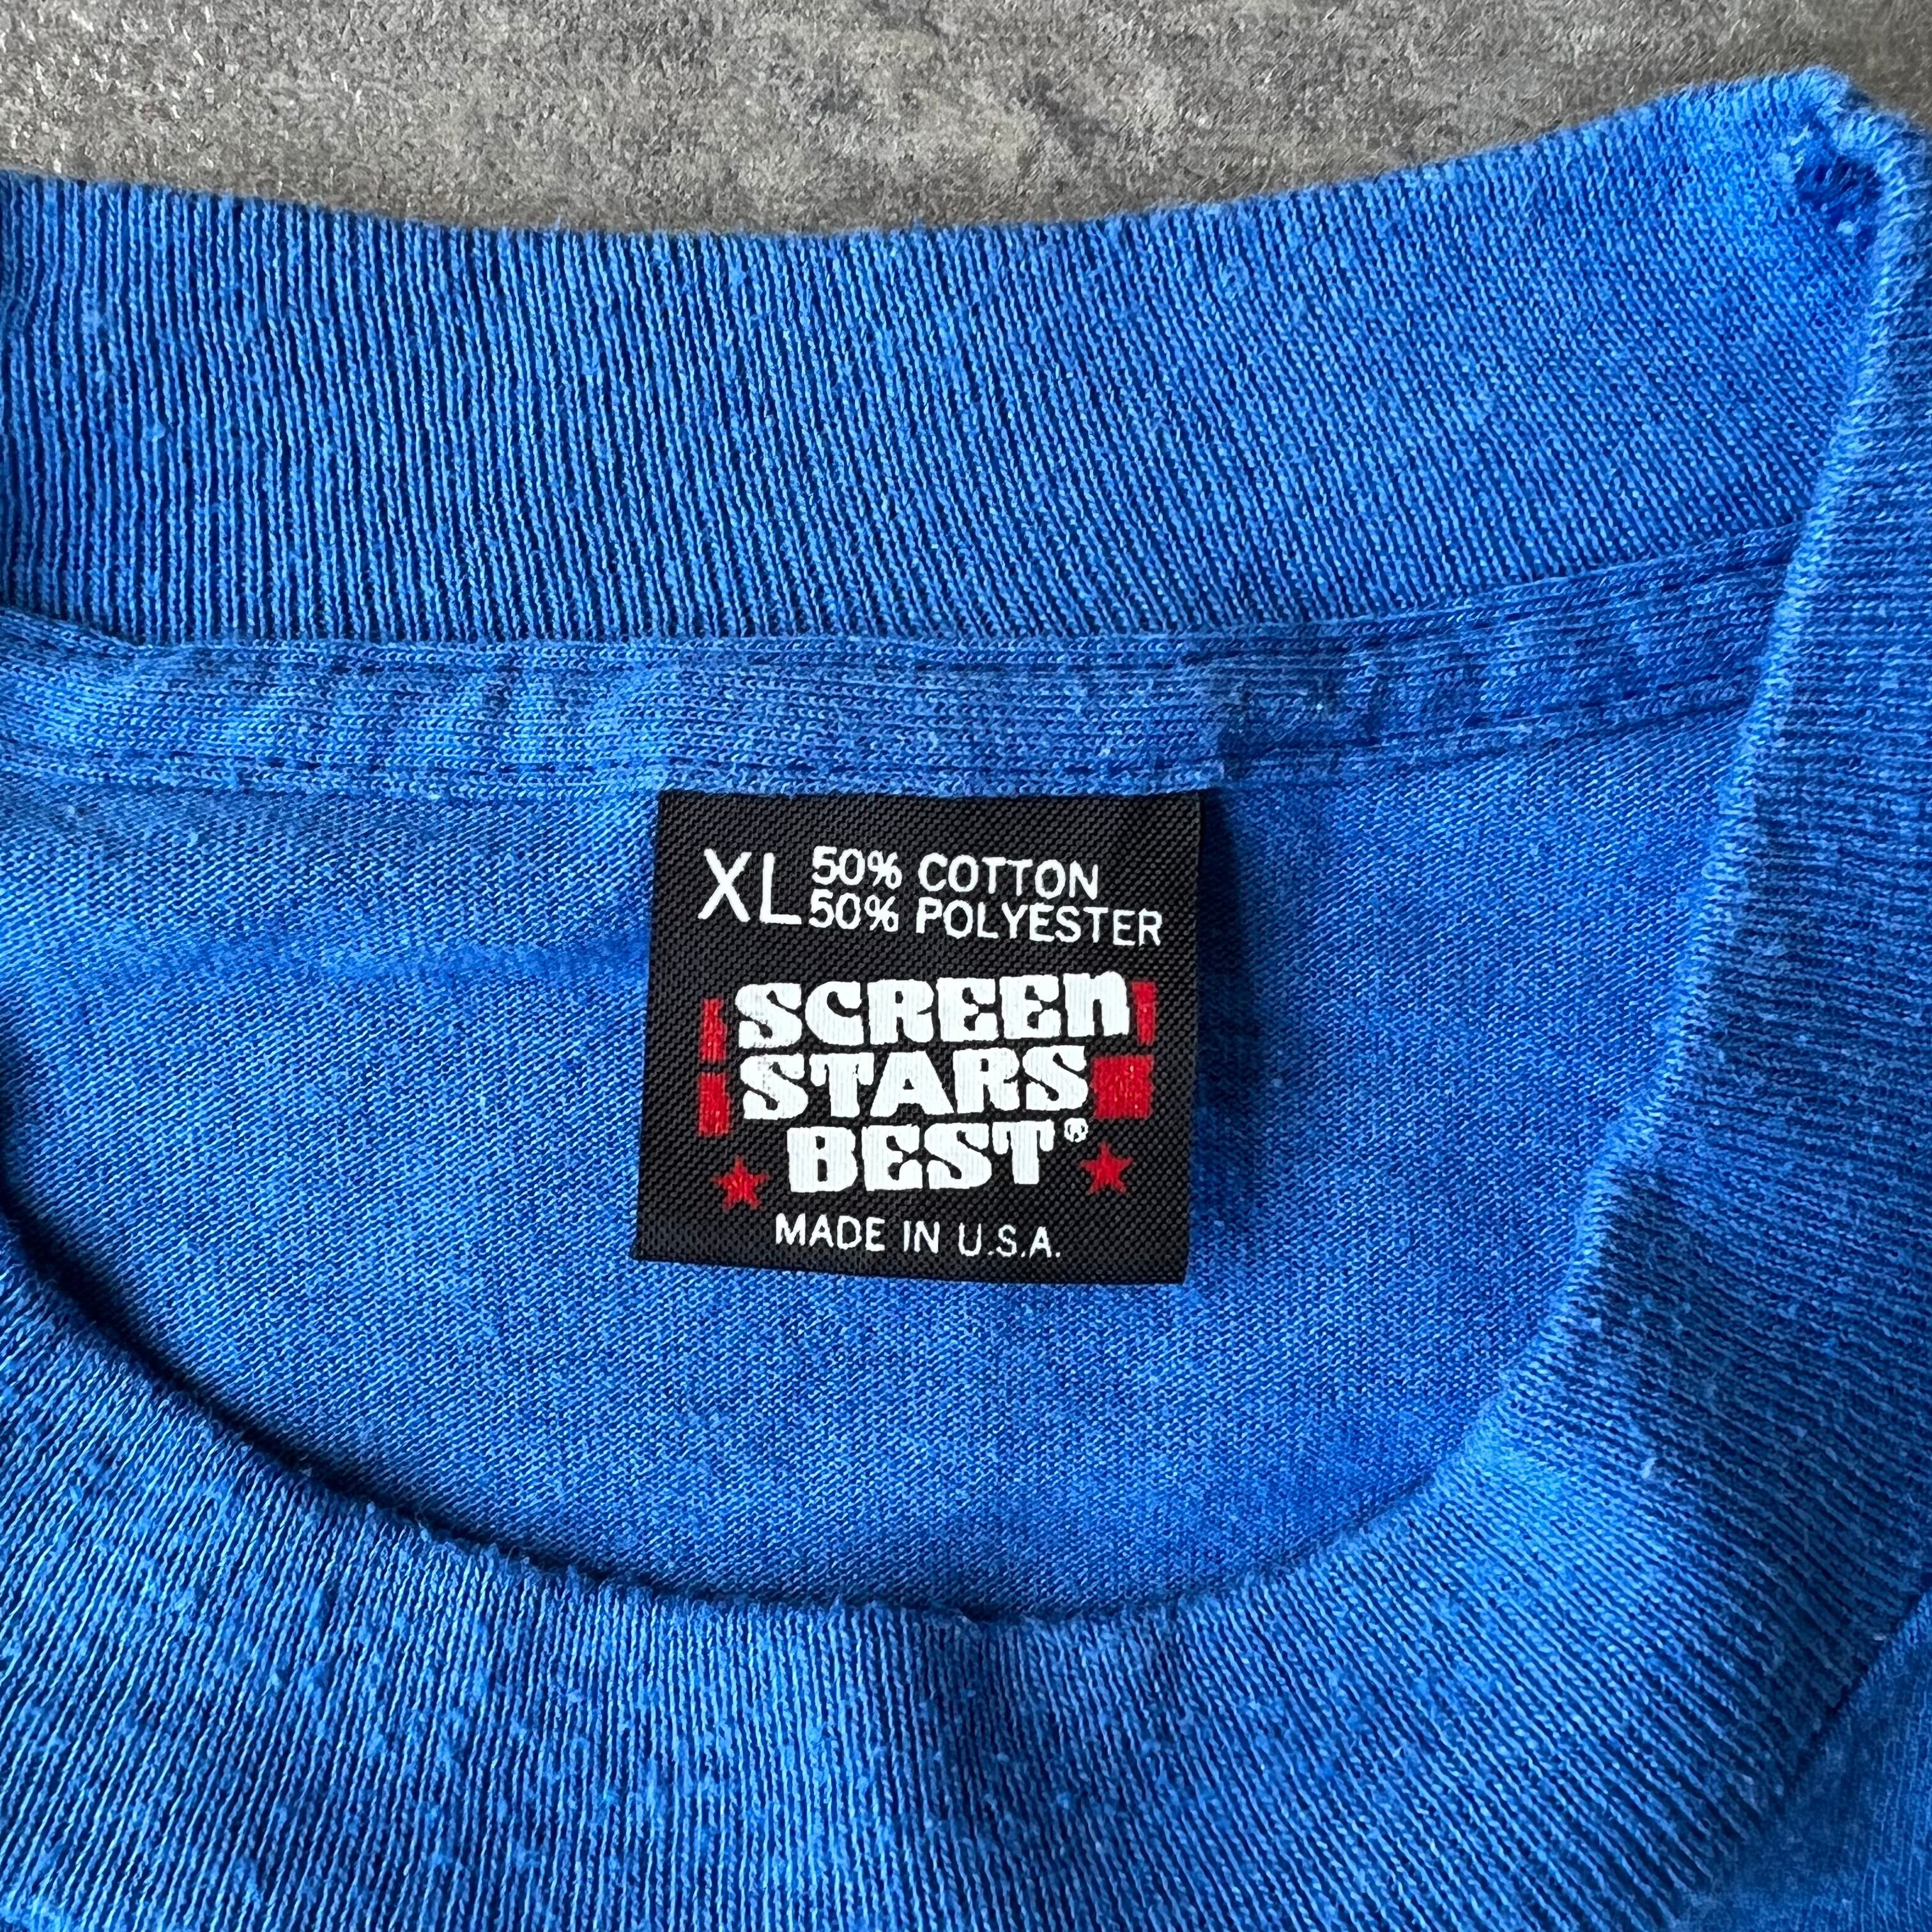 XL 50% COTTON
50% POLYESTER
SCREEN
STARS
BEST®
MADE IN U.S.A.